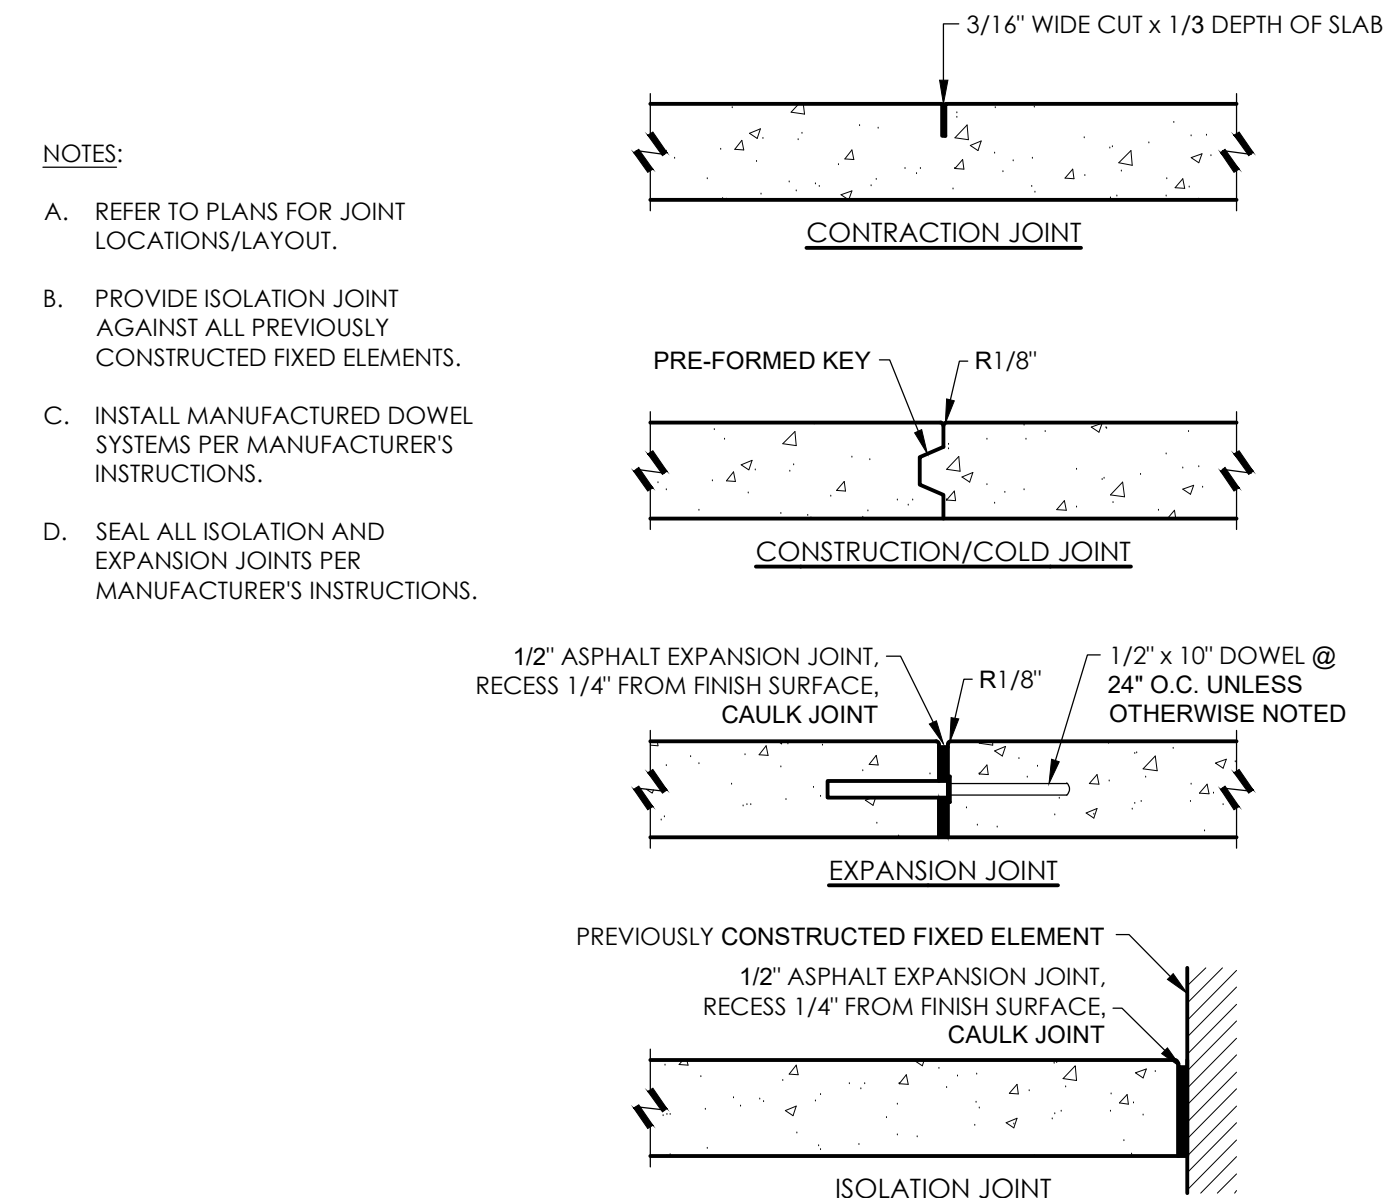 3/16" WIDE CUT x 1/3 DEPTH OF SLAB
CONTRACTION JOINT
NOTES:
A. REFER TO PLANS FOR JOINT
LOCATIONS/LAYOUT.
B. PROVIDE ISOLATION JOINT
AGAINST ALL PREVIOUSLY
CONSTRUCTED FIXED ELEMENTS.
C. INSTALL MANUFACTURED DOWEL
SYSTEMS PER MANUFACTURER'S
INSTRUCTIONS.
D. SEAL ALL ISOLATION AND
EXPANSION JOINTS PER
MANUFACTURER'S INSTRUCTIONS.
PRE-FORMED KEY
R1/8"
CONSTRUCTION/COLD JOINT
1/2" ASPHALT EXPANSION JOINT,
RECESS 1/4" FROM FINISH SURFACE,
CAULK JOINT
R1/8"
1/2" x 10" DOWEL @
24" O.C. UNLESS
OTHERWISE NOTED
EXPANSION JOINT
PREVIOUSLY CONSTRUCTED FIXED ELEMENT
1/2" ASPHALT EXPANSION JOINT,
RECESS 1/4" FROM FINISH SURFACE,
CAULK JOINT
ISOLATION JOINT